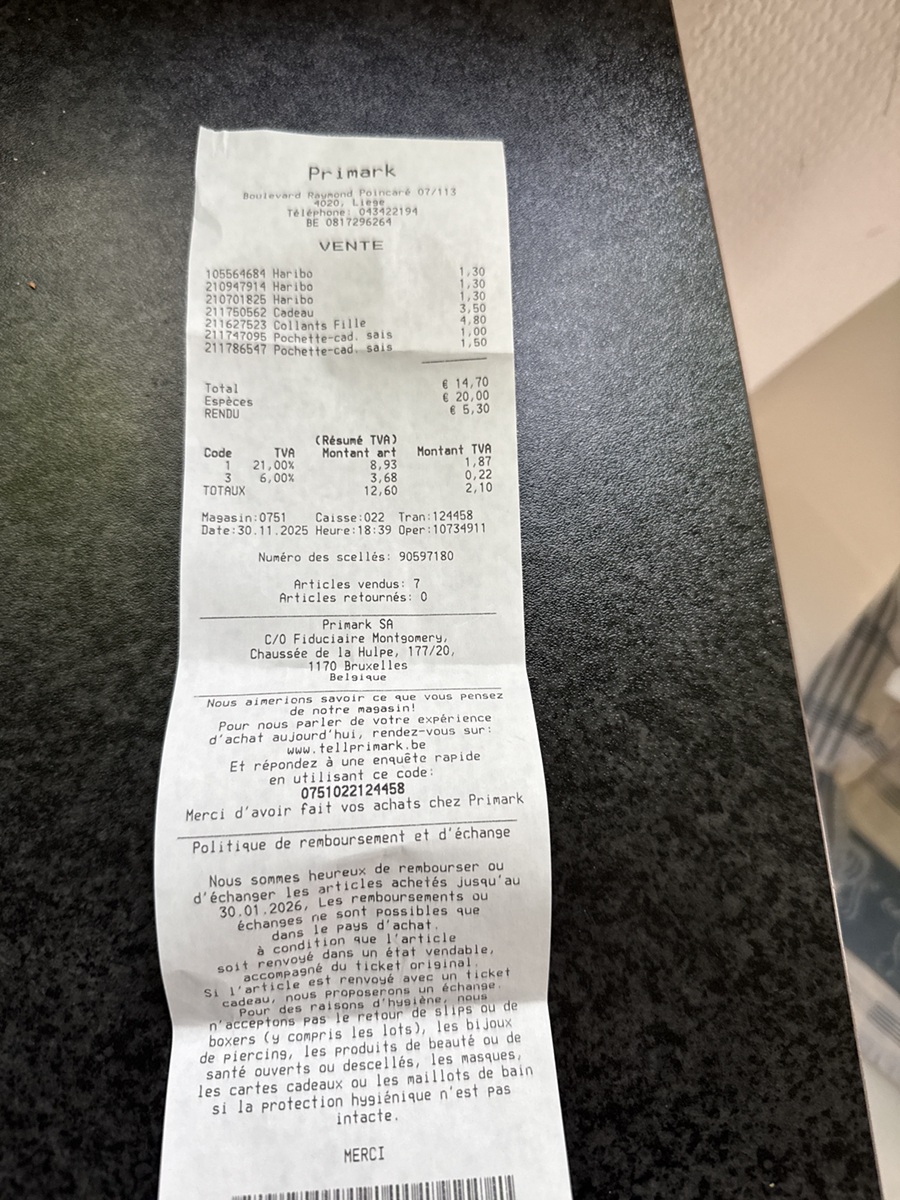 Primark
Boulevard Raymond Poincaré 07/113
4020, Liege
Téléphone: 043422194
BE 0817296264
VENTE
105564684 Haribo 1,30
210947914 Haribo 1,30
210701825 Haribo 1,30
211750562 Cadeau 3,50
211627523 Collants Fille 4,80
211747095 Pochette-cad. sais 1,00
211786547 Pochette-cad. sais 1,50
Total € 14,70
Espèces € 20,00
RENDU € 5,30
(Résumé TVA)
Code TVA Montant art Montant TVA
1 21,00% 8,93 1,87
3 6,00% 3,68 0,22
TOTAUX 12,60 2,10
Magasin:0751 Caisse:022 Tran:124458
Date:30.11.2025 Heure:18:39 Oper:10734911
Numéro des scellés: 90597180
Articles vendus: 7
Articles retournés: 0
Primark SA
C/O Fiduciaire Montgomery,
Chaussée de la Hulpe, 177/20,
1170 Bruxelles
Belgique
Nous aimerions savoir ce que vous pensez
de notre magasin!
Pour nous parler de votre expérience
d'achat aujourd'hui, rendez-vous sur:
www.tellprimark.be
Et répondez à une enquête rapide
en utilisant ce code:
0751022124458
Merci d'avoir fait vos achats chez Primark
Politique de remboursement et d'échange
Nous sommes heureux de rembourser ou
d'échanger les articles achetés jusqu'au
30.01.2026, Les remboursements ou
échanges ne sont possibles que
dans le pays d'achat.
à condition que l'article
soit renvoyé dans un état vendable,
accompagné du ticket original.
Si l'article est renvoyé avec un ticket
cadeau, nous proposerons un échange.
Pour des raisons d'hygiène, nous
n'acceptons pas le retour de slips ou de
boxers (y compris les lots), les bijoux
de piercing, les produits de beauté ou de
santé ouverts ou descellés, les masques,
les cartes cadeaux ou les maillots de bain
si la protection hygiénique n'est pas
intacte.
MERCI